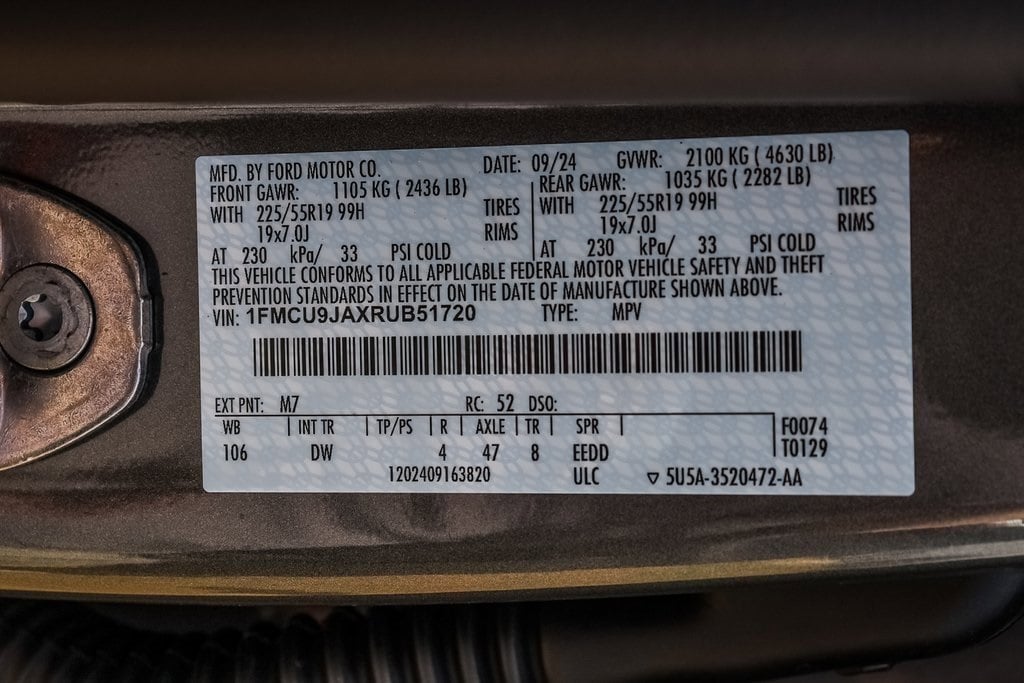 MFD. BY FORD MOTOR CO. DATE: 09/24 GVWR: 2100 KG ( 4630 LB)
FRONT GAWR: 1105 KG ( 2436 LB) REAR GAWR: 1035 KG ( 2282 LB)
WITH 225/55R19 99H TIRES WITH 225/55R19 99H TIRES
19x7.0J RIMS 19x7.0J RIMS
AT 230 kPa/ 33 PSI COLD AT 230 kPa/ 33 PSI COLD
THIS VEHICLE CONFORMS TO ALL APPLICABLE FEDERAL MOTOR VEHICLE SAFETY AND THEFT
PREVENTION STANDARDS IN EFFECT ON THE DATE OF MANUFACTURE SHOWN ABOVE.
VIN: 1FMCU9JAXRUB51720 TYPE: MPV
EXT PNT: M7 RC: 52 DSO:
WB INT TR TP/PS R AXLE TR SPR F0074
106 DW 4 47 8 EEDD T0129
1202409163820 ULC ▽ 5U5A-3520472-AA